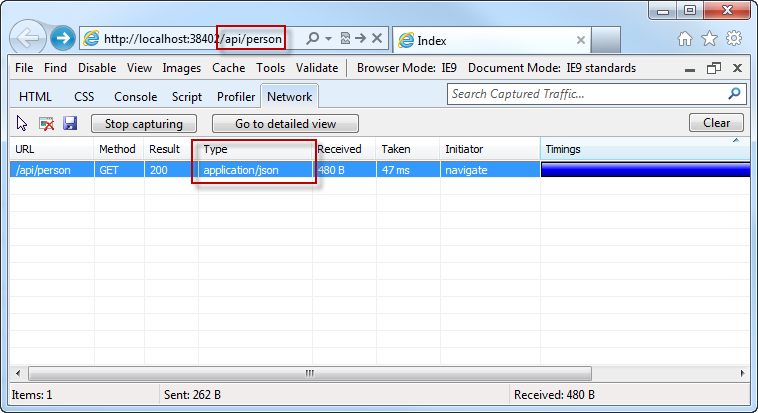 http://localhost:38402/api/person
Index
File Find Disable View Images Cache Tools Validate Browser Mode: IE9 Document Mode: IE9 standards
HTML CSS Console Script Profiler Network Search Captured Traffic...
Stop capturing Go to detailed view Clear
URL Method Result Type Received Taken Initiator Timings
/api/person GET 200 application/json 480 B 47 ms navigate
Items: 1 Sent: 262 B Received: 480 B